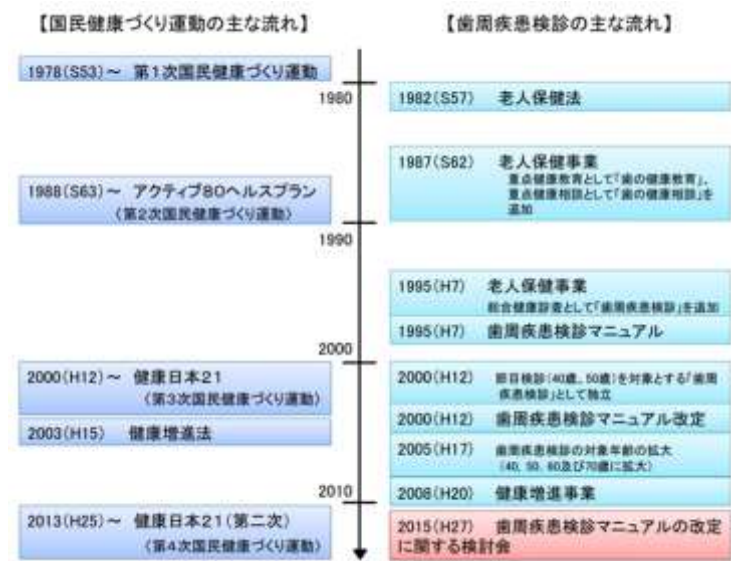 【国民健康づくり運動の主な流れ】
1978(S53)～ 第1次国民健康づくり運動
1988(S63)～ アクティブ80ヘルスプラン
(第2次国民健康づくり運動)
2000(H12)～ 健康日本21
(第3次国民健康づくり運動)
2003(H15) 健康増進法
2013(H25)～ 健康日本21(第二次)
(第4次国民健康づくり運動)
1980
1990
2000
2010
【歯周疾患検診の主な流れ】
1982(S57) 老人保健法
1987(S62) 老人保健事業
重点健康教育として「歯の健康教育」、
重点健康相談として「歯の健康相談」を
追加
1995(H7) 老人保健事業
総合健康診査として「歯周疾患検診」を追加
1995(H7) 歯周疾患検診マニュアル
2000(H12) 節目検診(40歳、50歳)を対象とする「歯周
疾患検診」として独立
2000(H12) 歯周疾患検診マニュアル改定
2005(H17) 歯周疾患検診の対象年齢の拡大
(40、50、60及び70歳に拡大)
2008(H20) 健康増進事業
2015(H27) 歯周疾患検診マニュアルの改定
に関する検討会